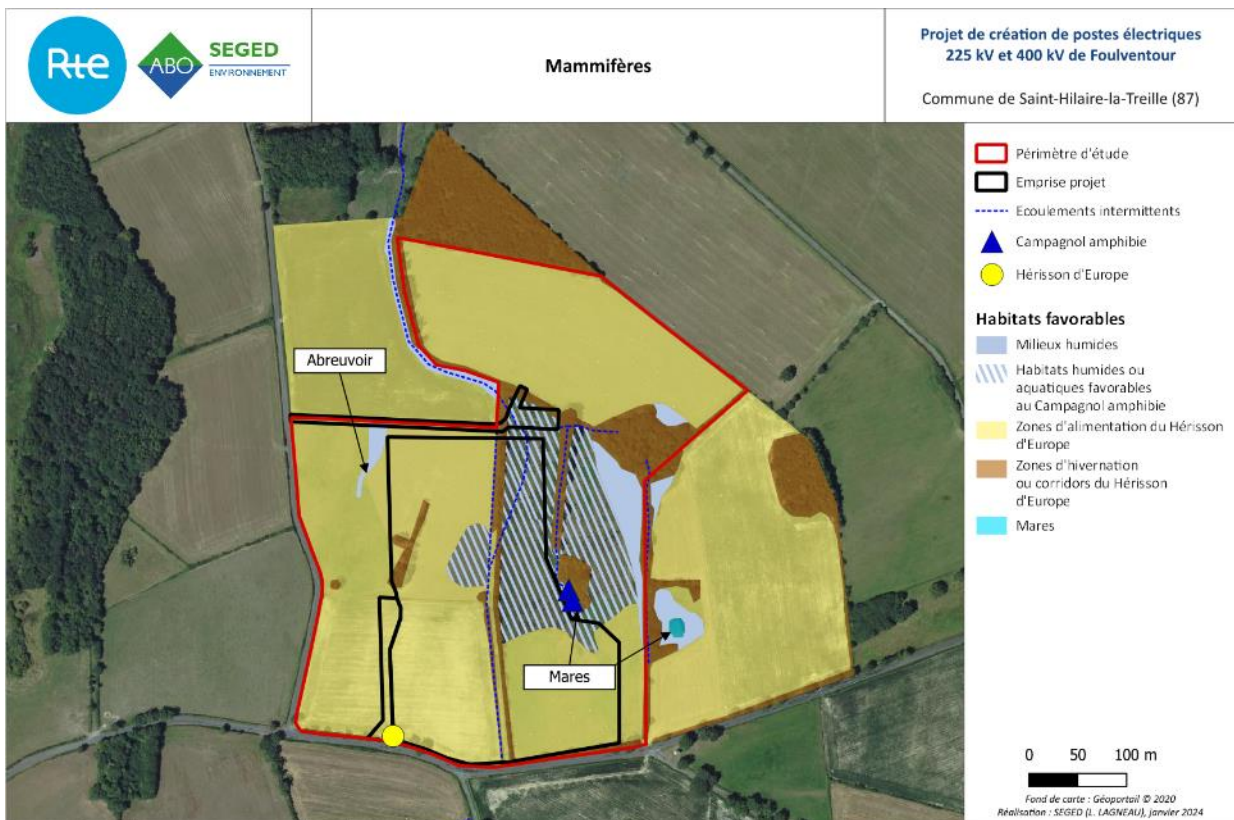 Rte
ABO
SEGED
ENVIRONNEMENT
Mammifères
Projet de création de postes électriques
225 kV et 400 kV de Foulventour
Commune de Saint-Hilaire-la-Treille (87)
Périmètre d'étude
Emprise projet
Ecoulements intermittents
Campagnol amphibie
Hérisson d'Europe
Habitats favorables
Milieux humides
Habitats humides ou
aquatiques favorables
au Campagnol amphibie
Zones d'alimentation du Hérisson
d'Europe
Zones d'hivernation
ou corridors du Hérisson
d'Europe
Mares
Abreuvoir
Mares
0 50 100 m
Fond de carte : Géoportail © 2020
Réalisation : SEGED (L. LAGNEAU), janvier 2024